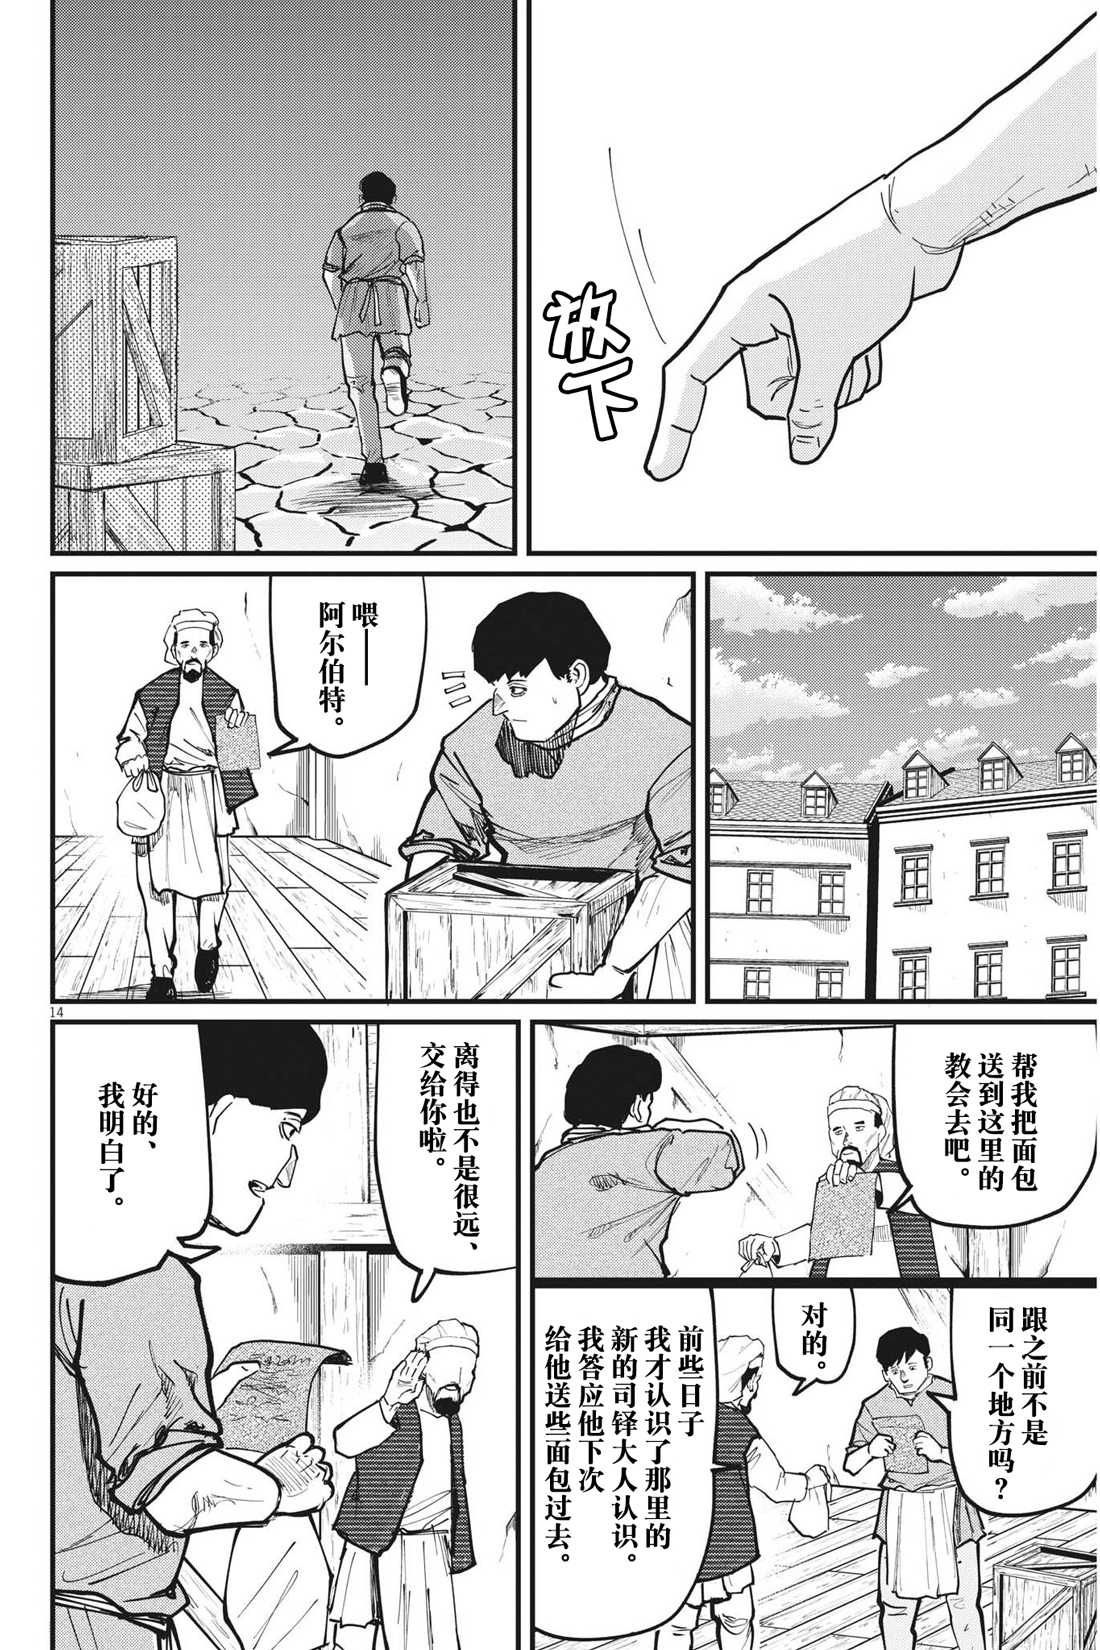 放下
喂——
阿尔伯特。
帮我把面包
送到这里的
教会去吧。
跟之前不是
同一个地方吗？
对的。
前些日子
我才认识了那里的
新的司铎大人认识。
我答应他下次
给他送些面包过去。
离得也不是很远、
交给你啦。
好的、
我明白了。
14